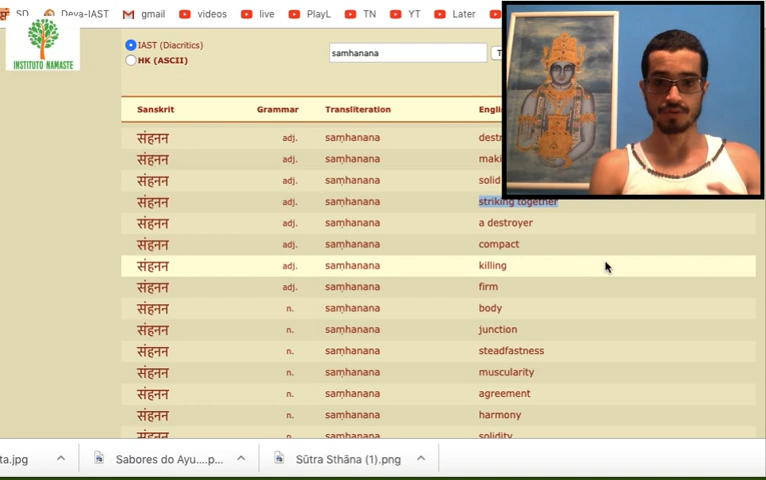 SD Deva-IAST gmail videos live PlayL TN YT Later
INSTITUTO NAMASTE
IAST (Diacritics)
HK (ASCII)
samhanana
Sanskrit Grammar Transliteration
संहनन adj. saṃhanana
संहनन adj. saṃhanana
संहनन adj. saṃhanana solid
संहनन adj. saṃhanana striking together
संहनन adj. saṃhanana a destroyer
संहनन adj. saṃhanana compact
संहनन adj. saṃhanana killing
संहनन adj. saṃhanana firm
संहनन n. saṃhanana body
संहनन n. saṃhanana junction
संहनन n. saṃhanana steadfastness
संहनन n. saṃhanana muscularity
संहनन n. saṃhanana agreement
संहनन n. saṃhanana harmony
संहनन n. saṃhanana solidity
ta.jpg Sabores do Ayu....p... Sūtra Sthāna (1).png